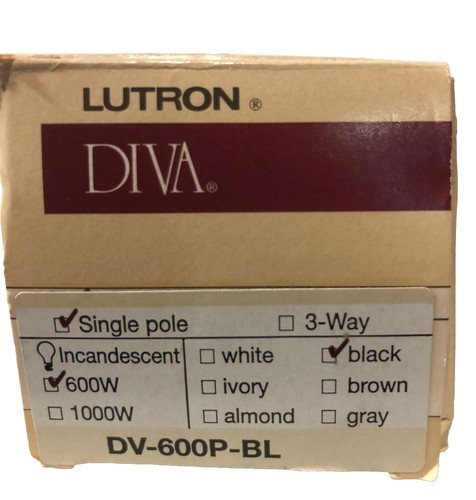 LUTRON ®
DIVA®
☑ Single pole ☐ 3-Way
Incandescent ☐ white ☑ black
☑ 600W ☐ ivory ☐ brown
☐ 1000W ☐ almond ☐ gray
DV-600P-BL